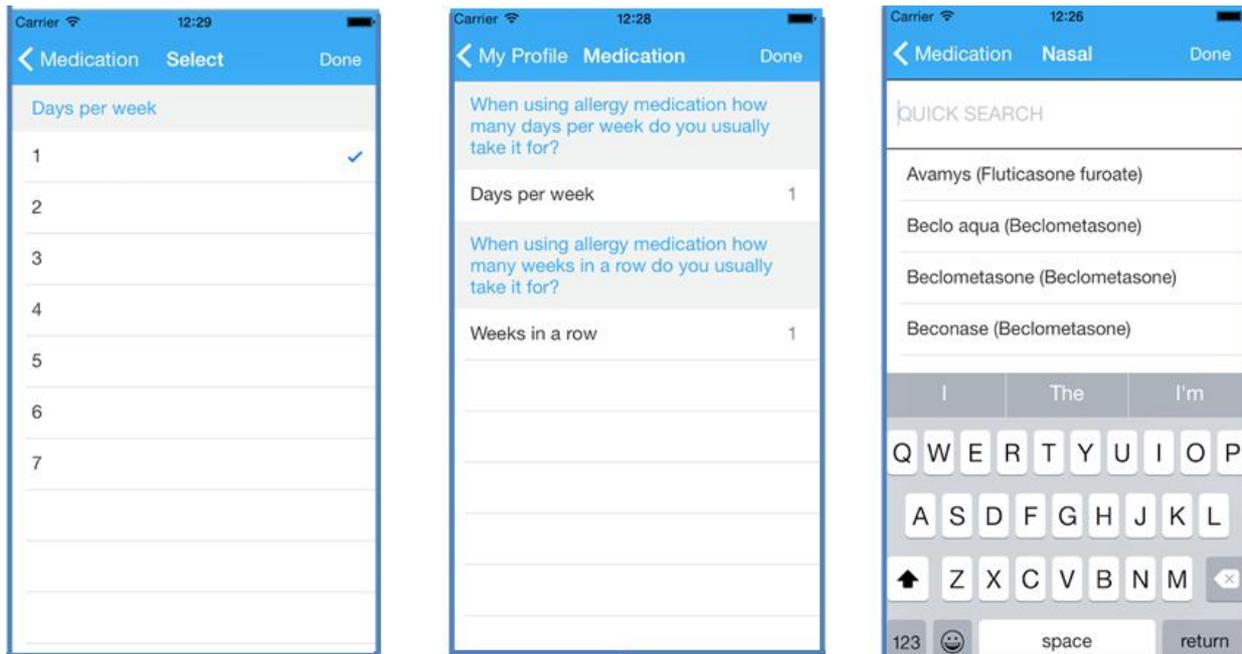 Carrier 12:29
Medication Select Done
Days per week
1
2
3
4
5
6
7
Carrier 12:28
My Profile Medication Done
When using allergy medication how
many days per week do you usually
take it for?
Days per week 1
When using allergy medication how
many weeks in a row do you usually
take it for?
Weeks in a row 1
Carrier 12:26
Medication Nasal Done
QUICK SEARCH
Avamys (Fluticasone furoate)
Beclo aqua (Beclometasone)
Beclometasone (Beclometasone)
Beconase (Beclometasone)
I The I'm
Q W E R T Y U I O P
A S D F G H J K L
Z X C V B N M
123 space return